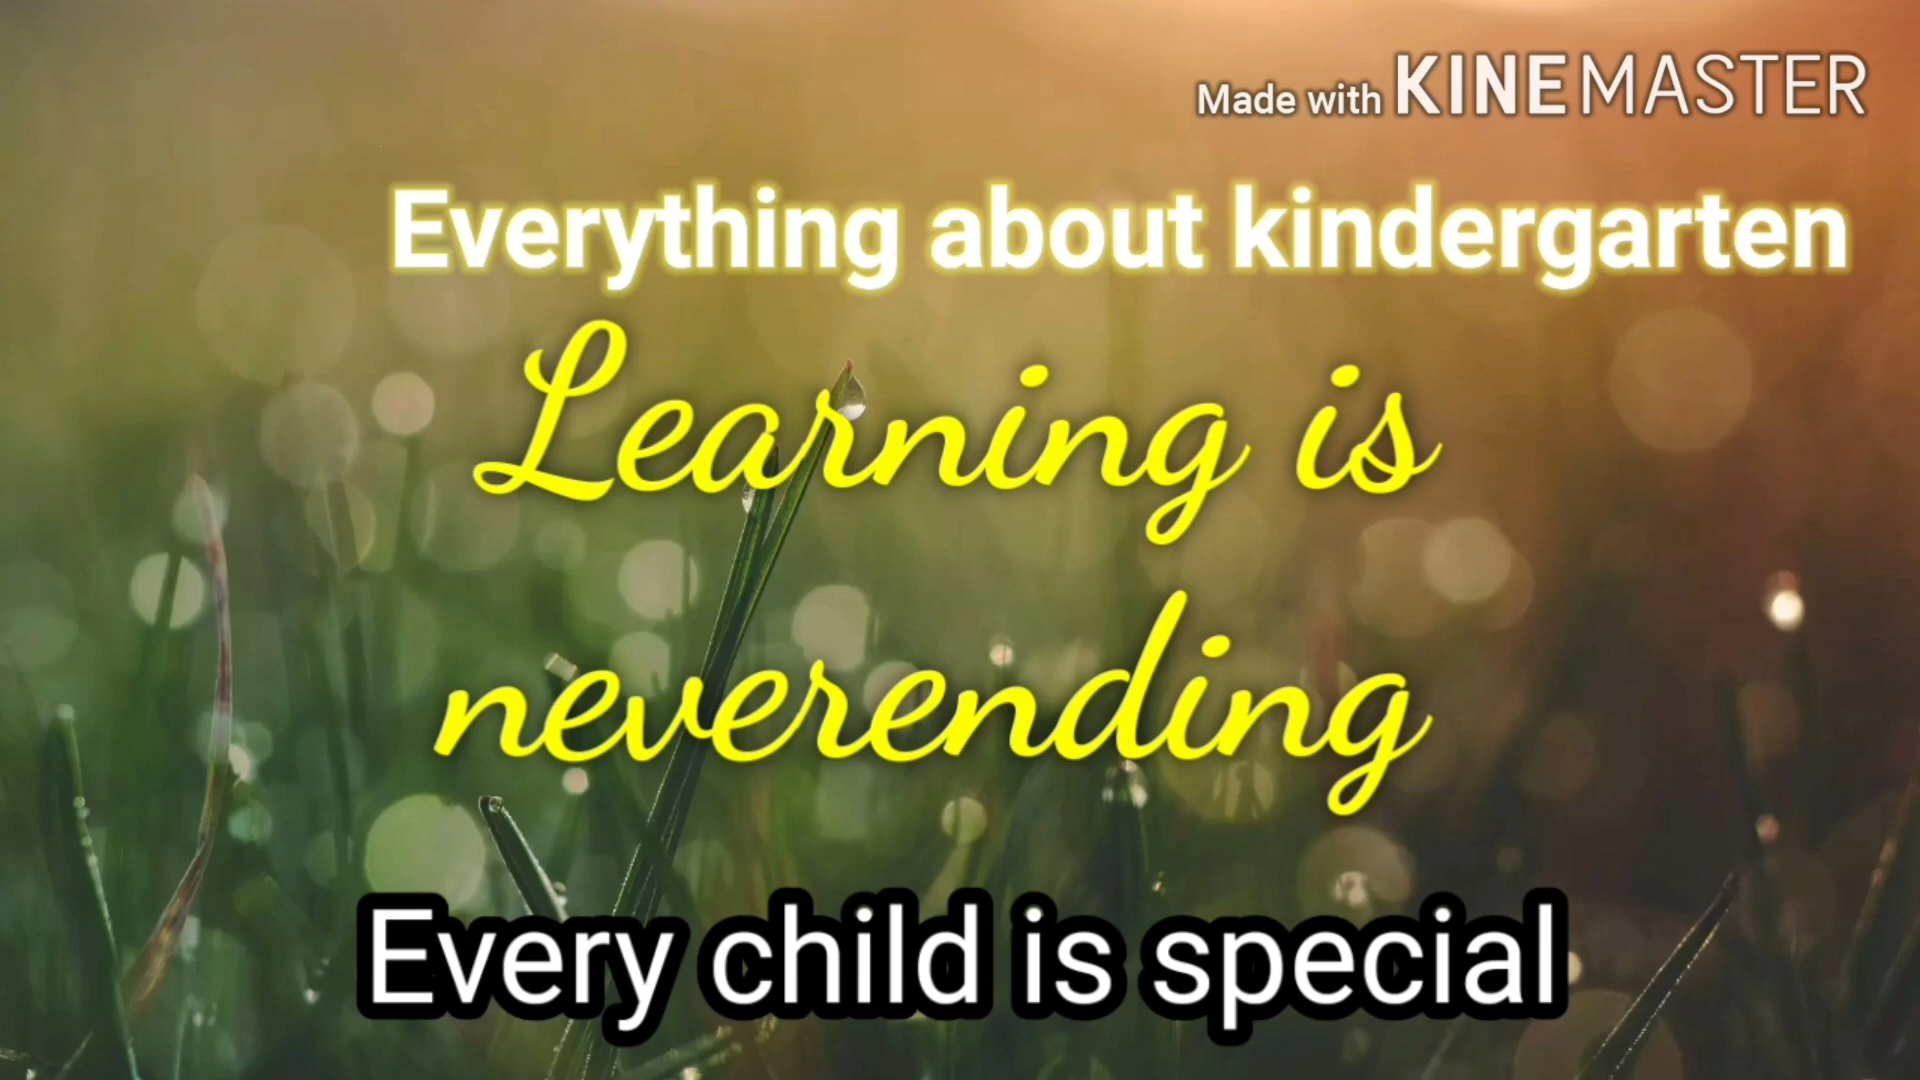 Made with KINEMASTER
Everything about kindergarten
Learning is
neverending
Every child is special